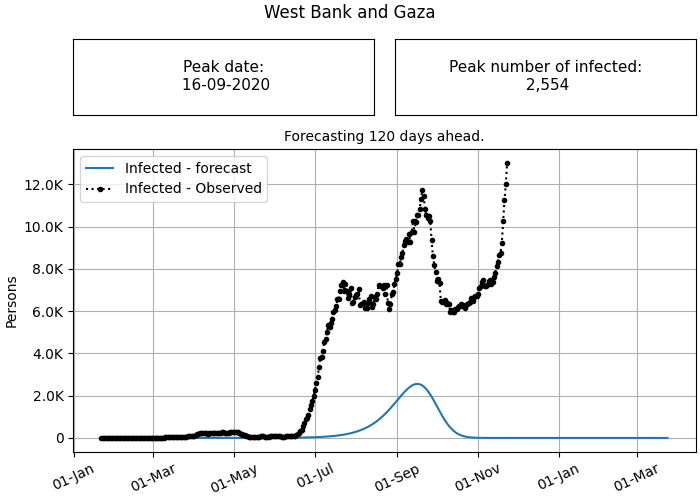 West Bank and Gaza
Peak date:
16-09-2020
Peak number of infected:
2,554
Forecasting 120 days ahead.
Infected - forecast
Infected - Observed
12.0K
10.0K
8.0K
6.0K
4.0K
2.0K
0
Persons
01-Jan
01-Mar
01-May
01-Jul
01-Sep
01-Nov
01-Jan
01-Mar